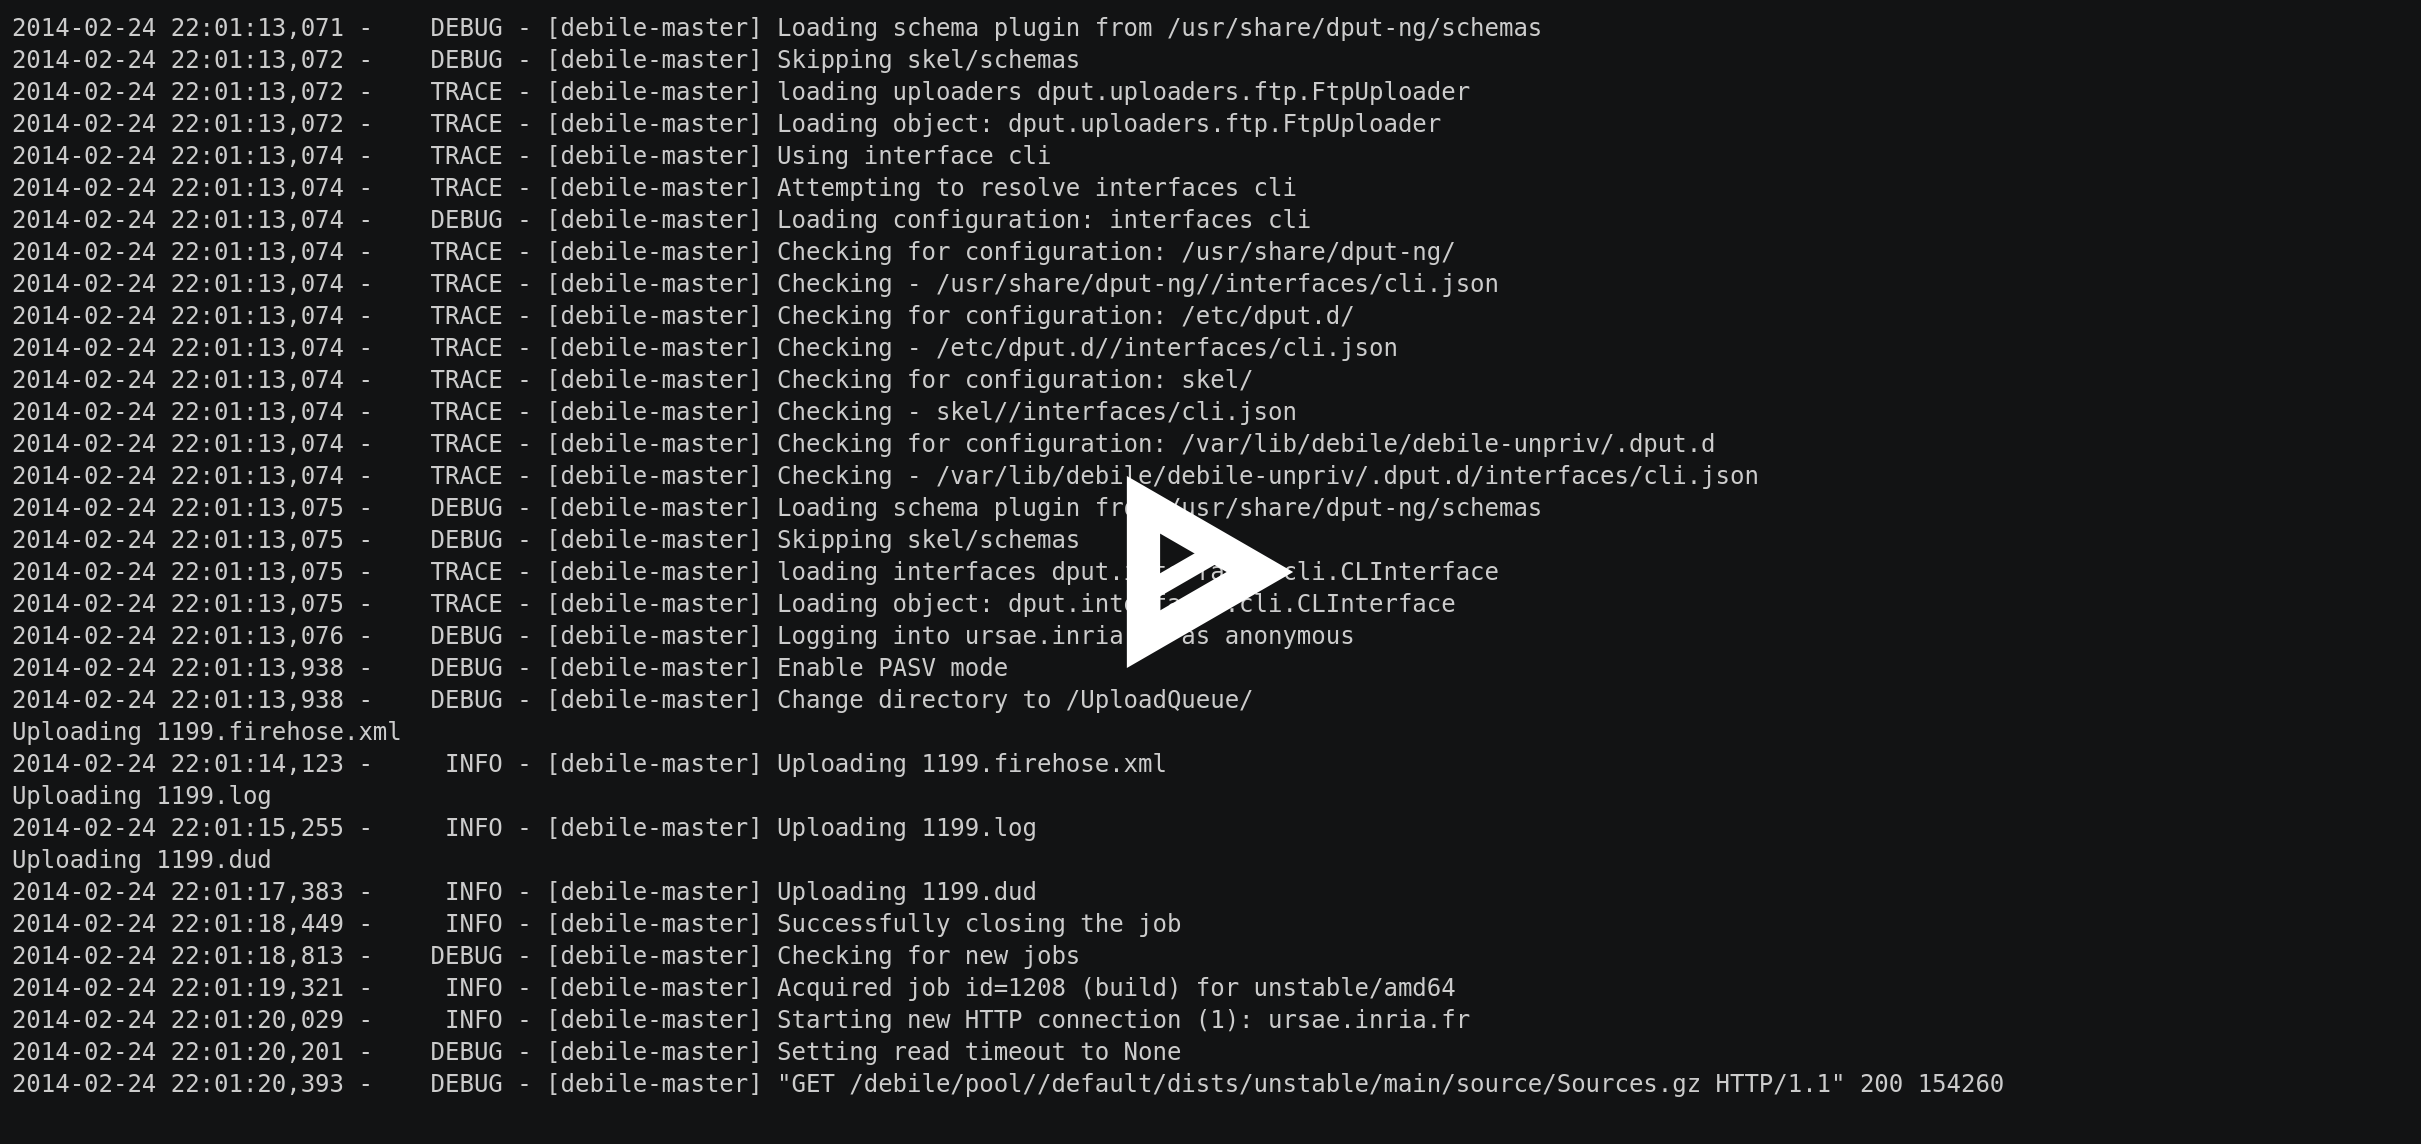 2014-02-24 22:01:13,071 -    DEBUG - [debile-master] Loading schema plugin from /usr/share/dput-ng/schemas
2014-02-24 22:01:13,072 -    DEBUG - [debile-master] Skipping skel/schemas
2014-02-24 22:01:13,072 -    TRACE - [debile-master] loading uploaders dput.uploaders.ftp.FtpUploader
2014-02-24 22:01:13,072 -    TRACE - [debile-master] Loading object: dput.uploaders.ftp.FtpUploader
2014-02-24 22:01:13,074 -    TRACE - [debile-master] Using interface cli
2014-02-24 22:01:13,074 -    TRACE - [debile-master] Attempting to resolve interfaces cli
2014-02-24 22:01:13,074 -    DEBUG - [debile-master] Loading configuration: interfaces cli
2014-02-24 22:01:13,074 -    TRACE - [debile-master] Checking for configuration: /usr/share/dput-ng/
2014-02-24 22:01:13,074 -    TRACE - [debile-master] Checking - /usr/share/dput-ng//interfaces/cli.json
2014-02-24 22:01:13,074 -    TRACE - [debile-master] Checking for configuration: /etc/dput.d/
2014-02-24 22:01:13,074 -    TRACE - [debile-master] Checking - /etc/dput.d//interfaces/cli.json
2014-02-24 22:01:13,074 -    TRACE - [debile-master] Checking for configuration: skel/
2014-02-24 22:01:13,074 -    TRACE - [debile-master] Checking - skel//interfaces/cli.json
2014-02-24 22:01:13,074 -    TRACE - [debile-master] Checking for configuration: /var/lib/debile/debile-unpriv/.dput.d
2014-02-24 22:01:13,074 -    TRACE - [debile-master] Checking - /var/lib/debile/debile-unpriv/.dput.d/interfaces/cli.json
2014-02-24 22:01:13,075 -    DEBUG - [debile-master] Loading schema plugin from /usr/share/dput-ng/schemas
2014-02-24 22:01:13,075 -    DEBUG - [debile-master] Skipping skel/schemas
2014-02-24 22:01:13,075 -    TRACE - [debile-master] loading interfaces dput.interfaces.cli.CLInterface
2014-02-24 22:01:13,075 -    TRACE - [debile-master] Loading object: dput.interfaces.cli.CLInterface
2014-02-24 22:01:13,076 -    DEBUG - [debile-master] Logging into ursae.inria.fr as anonymous
2014-02-24 22:01:13,938 -    DEBUG - [debile-master] Enable PASV mode
2014-02-24 22:01:13,938 -    DEBUG - [debile-master] Change directory to /UploadQueue/
Uploading 1199.firehose.xml
2014-02-24 22:01:14,123 -     INFO - [debile-master] Uploading 1199.firehose.xml
Uploading 1199.log
2014-02-24 22:01:15,255 -     INFO - [debile-master] Uploading 1199.log
Uploading 1199.dud
2014-02-24 22:01:17,383 -     INFO - [debile-master] Uploading 1199.dud
2014-02-24 22:01:18,449 -     INFO - [debile-master] Successfully closing the job
2014-02-24 22:01:18,813 -    DEBUG - [debile-master] Checking for new jobs
2014-02-24 22:01:19,321 -     INFO - [debile-master] Acquired job id=1208 (build) for unstable/amd64
2014-02-24 22:01:20,029 -     INFO - [debile-master] Starting new HTTP connection (1): ursae.inria.fr
2014-02-24 22:01:20,201 -    DEBUG - [debile-master] Setting read timeout to None
2014-02-24 22:01:20,393 -    DEBUG - [debile-master] "GET /debile/pool//default/dists/unstable/main/source/Sources.gz HTTP/1.1" 200 154260